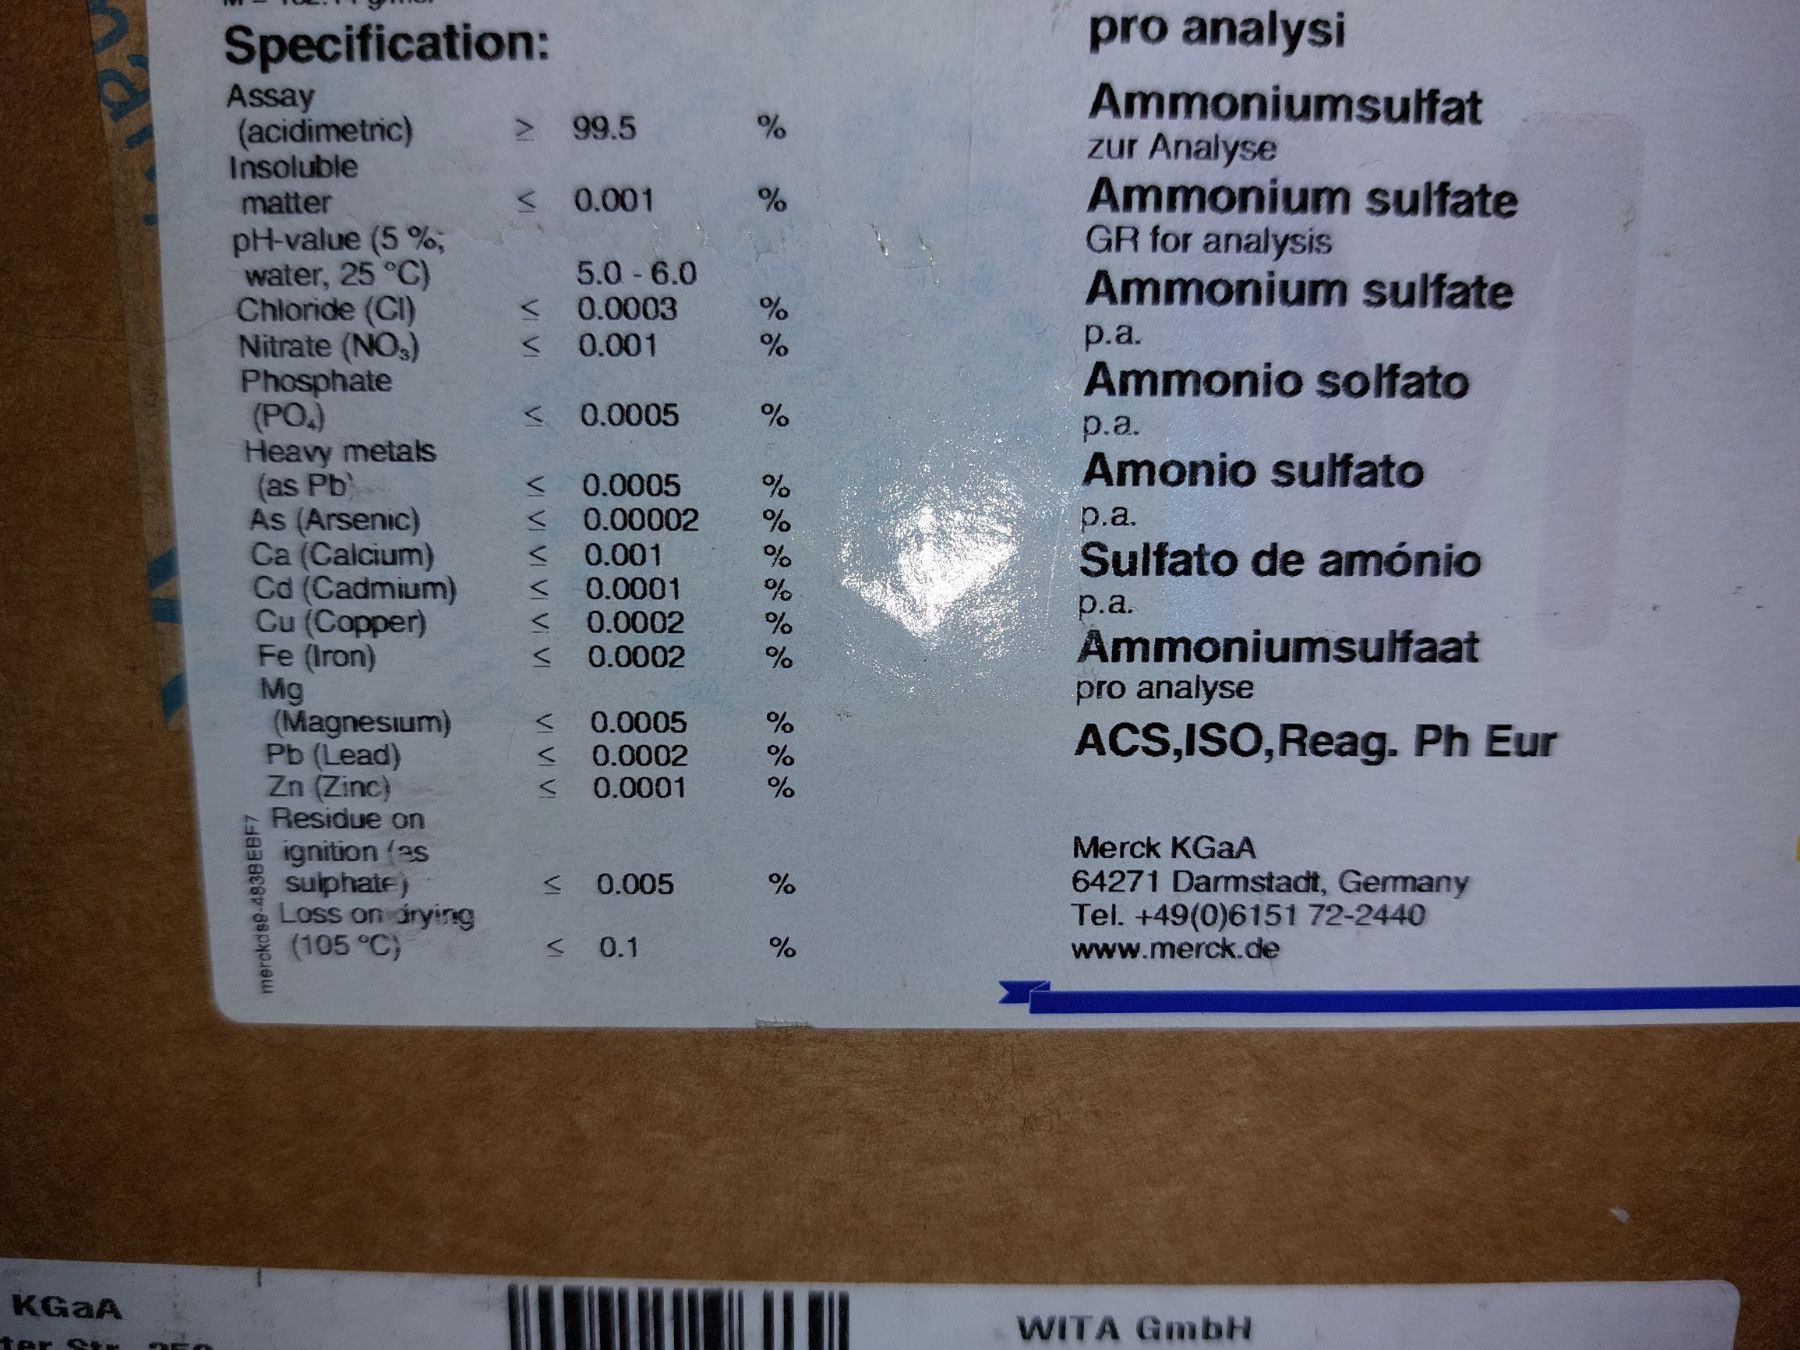 Specification:
Assay
(acidimetric) ≥ 99.5 %
Insoluble
matter ≤ 0.001 %
pH-value (5 %;
water, 25 °C) 5.0 - 6.0
Chloride (Cl) ≤ 0.0003 %
Nitrate (NO₃) ≤ 0.001 %
Phosphate
(PO₄) ≤ 0.0005 %
Heavy metals
(as Pb) ≤ 0.0005 %
As (Arsenic) ≤ 0.00002 %
Ca (Calcium) ≤ 0.001 %
Cd (Cadmium) ≤ 0.0001 %
Cu (Copper) ≤ 0.0002 %
Fe (Iron) ≤ 0.0002 %
Mg
(Magnesium) ≤ 0.0005 %
Pb (Lead) ≤ 0.0002 %
Zn (Zinc) ≤ 0.0001 %
Residue on
ignition (as
sulphate) ≤ 0.005 %
Loss on drying
(105 °C) ≤ 0.1 %
pro analysi
Ammoniumsulfat
zur Analyse
Ammonium sulfate
GR for analysis
Ammonium sulfate
p.a.
Ammonio solfato
p.a.
Amonio sulfato
p.a.
Sulfato de amónio
p.a.
Ammoniumsulfaat
pro analyse
ACS,ISO,Reag. Ph Eur
Merck KGaA
64271 Darmstadt, Germany
Tel. +49(0)6151 72-2440
www.merck.de
KGaA
WITA GmbH